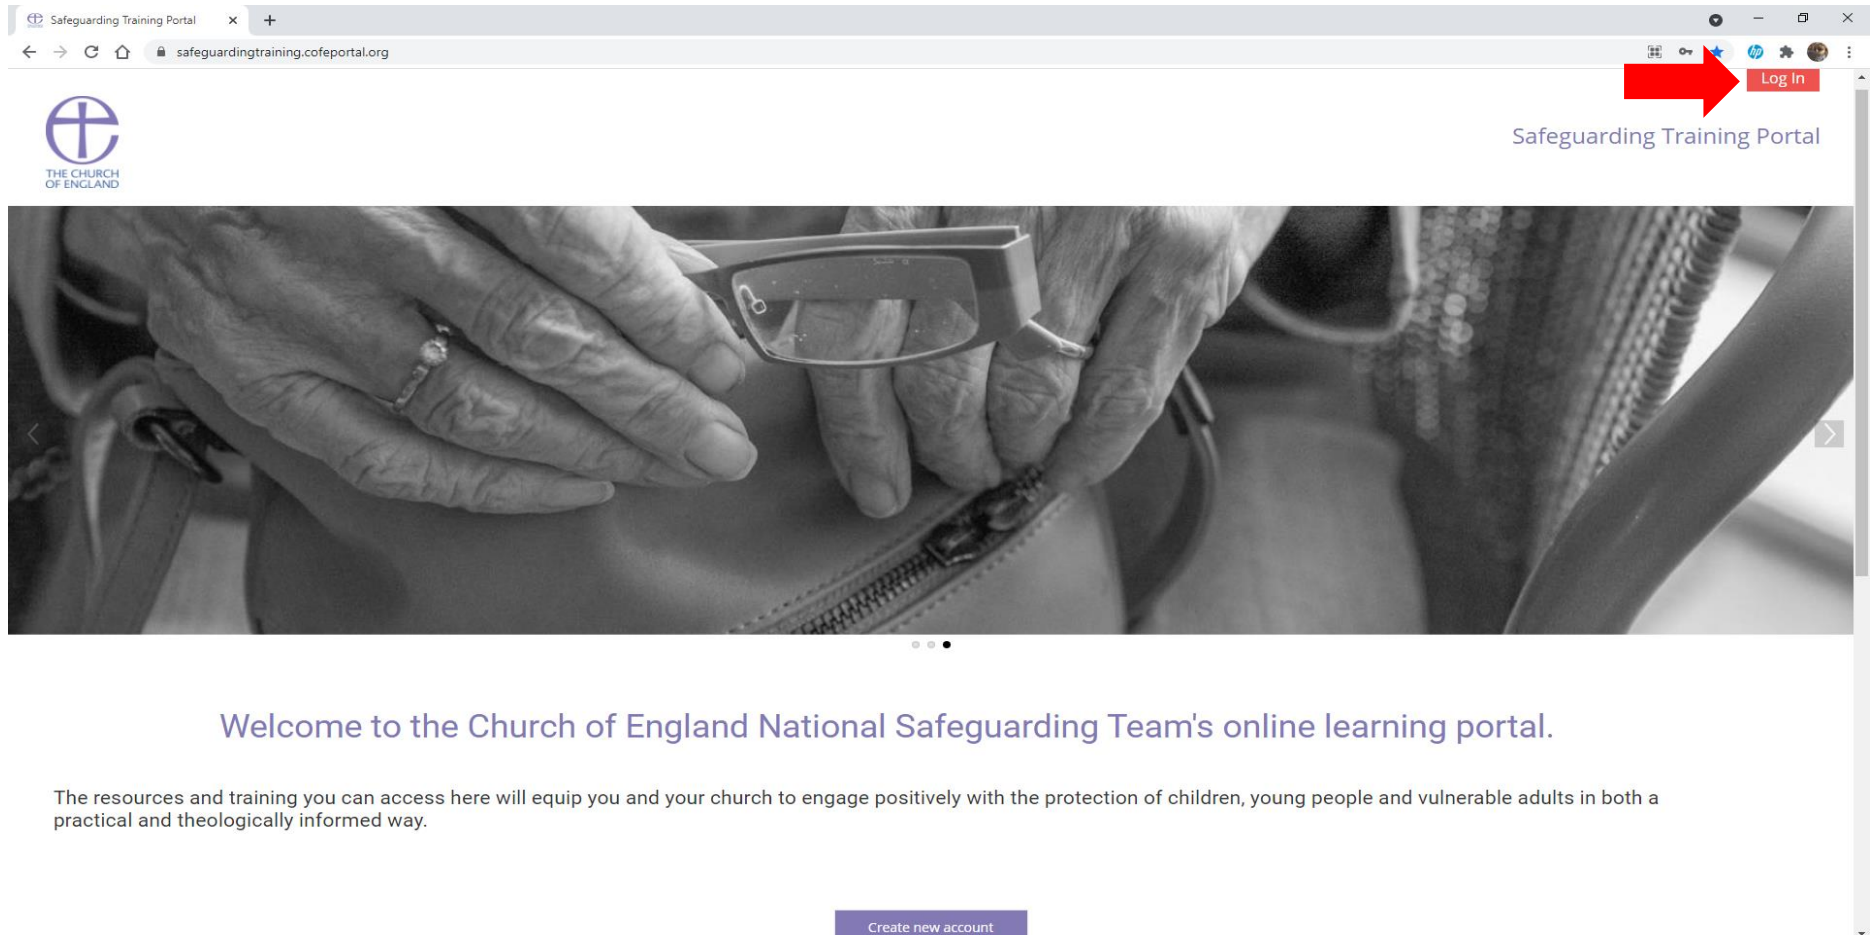 Safeguarding Training Portal
safeguardingtraining.cofeportal.org
hp
Log In
THE CHURCH
OF ENGLAND
Safeguarding Training Portal
Welcome to the Church of England National Safeguarding Team's online learning portal.
The resources and training you can access here will equip you and your church to engage positively with the protection of children, young people and vulnerable adults in both a
practical and theologically informed way.
Create new account